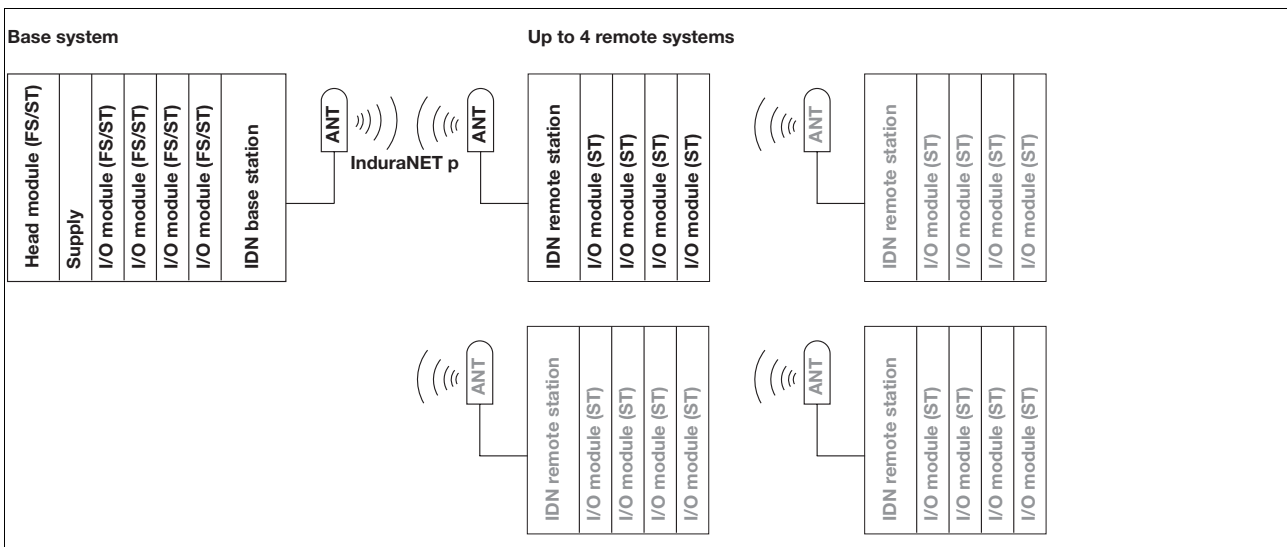 Base system
Up to 4 remote systems
Head module (FS/ST)
Supply
I/O module (FS/ST)
I/O module (FS/ST)
I/O module (FS/ST)
I/O module (FS/ST)
IDN base station
ANT
InduraNET p
ANT
IDN remote station
I/O module (ST)
I/O module (ST)
I/O module (ST)
I/O module (ST)
ANT
IDN remote station
I/O module (ST)
I/O module (ST)
I/O module (ST)
I/O module (ST)
ANT
IDN remote station
I/O module (ST)
I/O module (ST)
I/O module (ST)
I/O module (ST)
ANT
IDN remote station
I/O module (ST)
I/O module (ST)
I/O module (ST)
I/O module (ST)